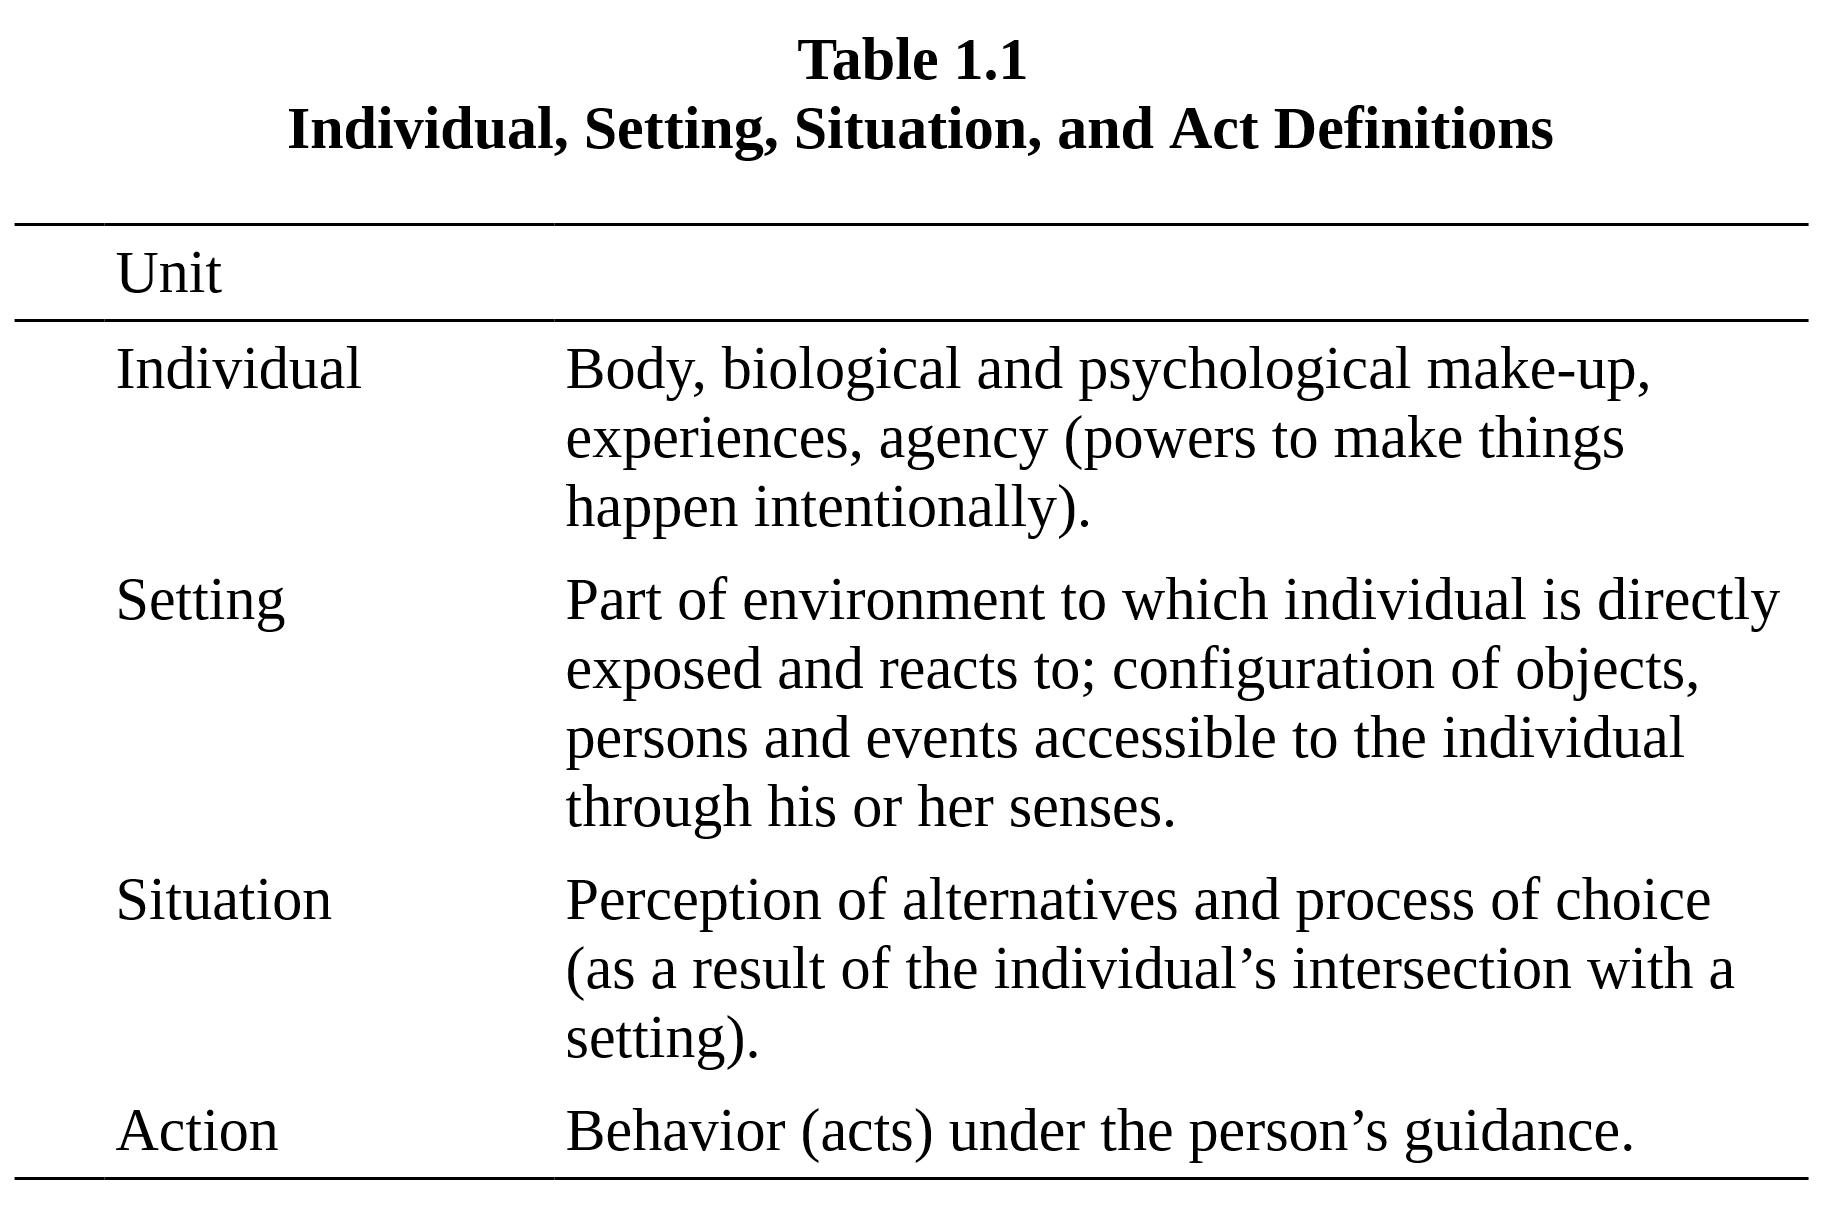 Table 1.1
Individual, Setting, Situation, and Act Definitions
Unit
Individual
Body, biological and psychological make-up,
experiences, agency (powers to make things
happen intentionally).
Setting
Part of environment to which individual is directly
exposed and reacts to; configuration of objects,
persons and events accessible to the individual
through his or her senses.
Situation
Perception of alternatives and process of choice
(as a result of the individual’s intersection with a
setting).
Action
Behavior (acts) under the person’s guidance.